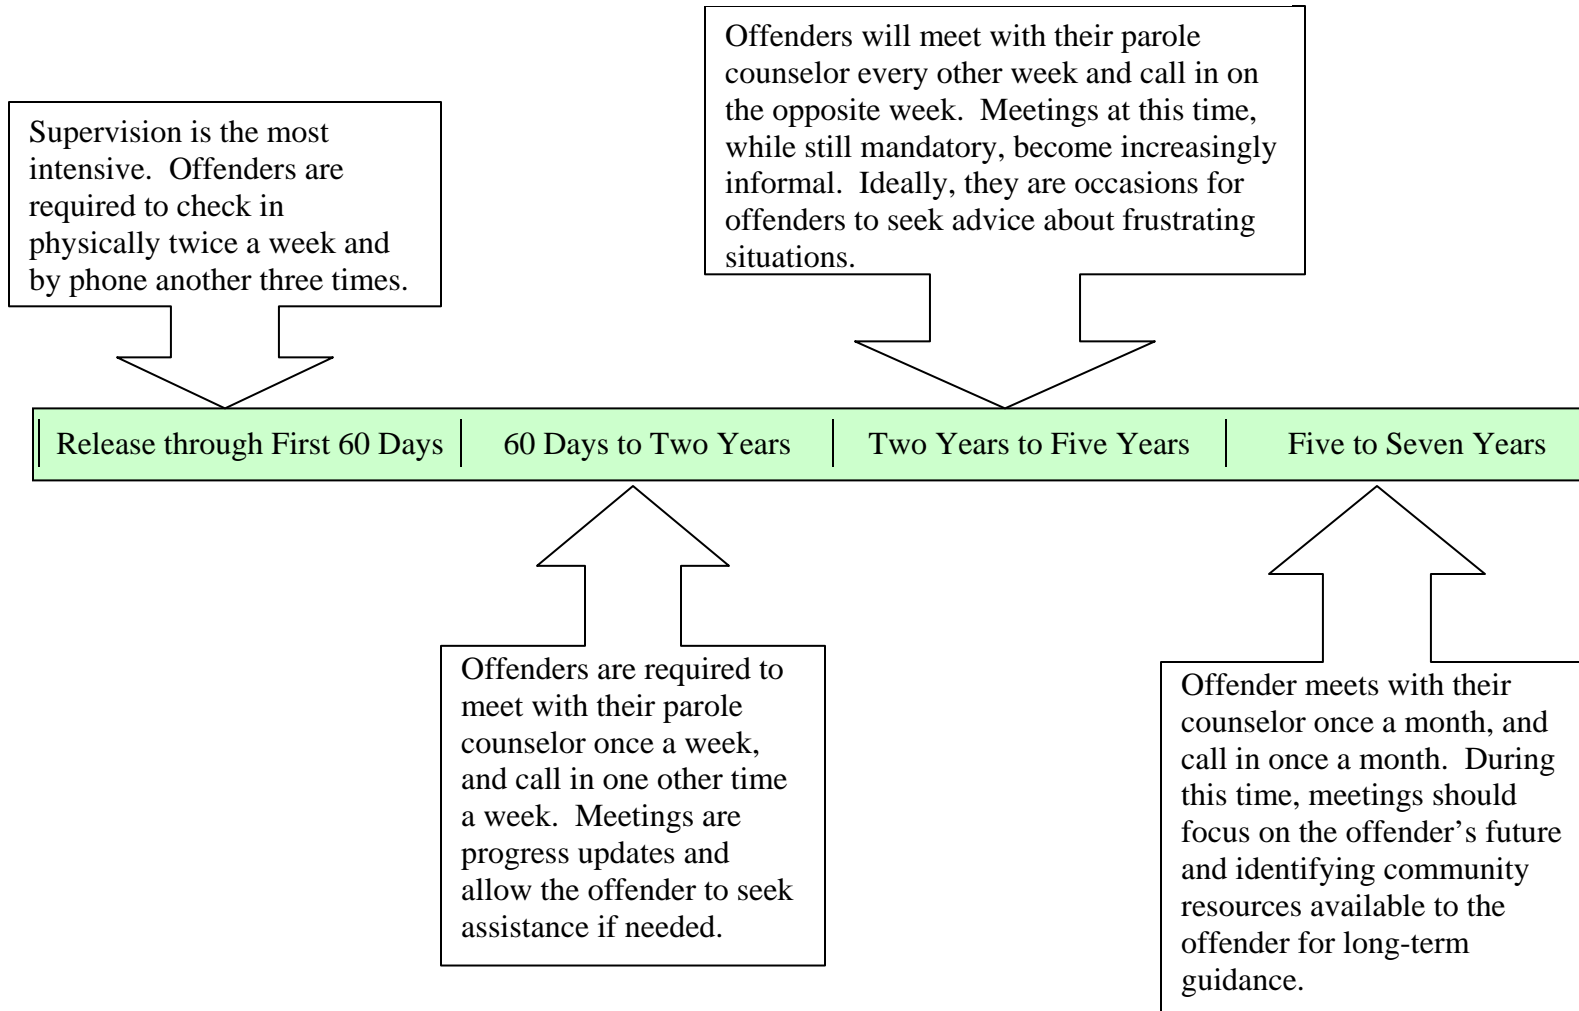 Offenders will meet with their parole
counselor every other week and call in on
the opposite week.  Meetings at this time,
while still mandatory, become increasingly
informal.  Ideally, they are occasions for
offenders to seek advice about frustrating
situations.
Supervision is the most
intensive.  Offenders are
required to check in
physically twice a week and
by phone another three times.
Release through First 60 Days
60 Days to Two Years
Two Years to Five Years
Five to Seven Years
Offenders are required to
meet with their parole
counselor once a week,
and call in one other time
a week.  Meetings are
progress updates and
allow the offender to seek
assistance if needed.
Offender meets with their
counselor once a month, and
call in once a month.  During
this time, meetings should
focus on the offender’s future
and identifying community
resources available to the
offender for long-term
guidance.